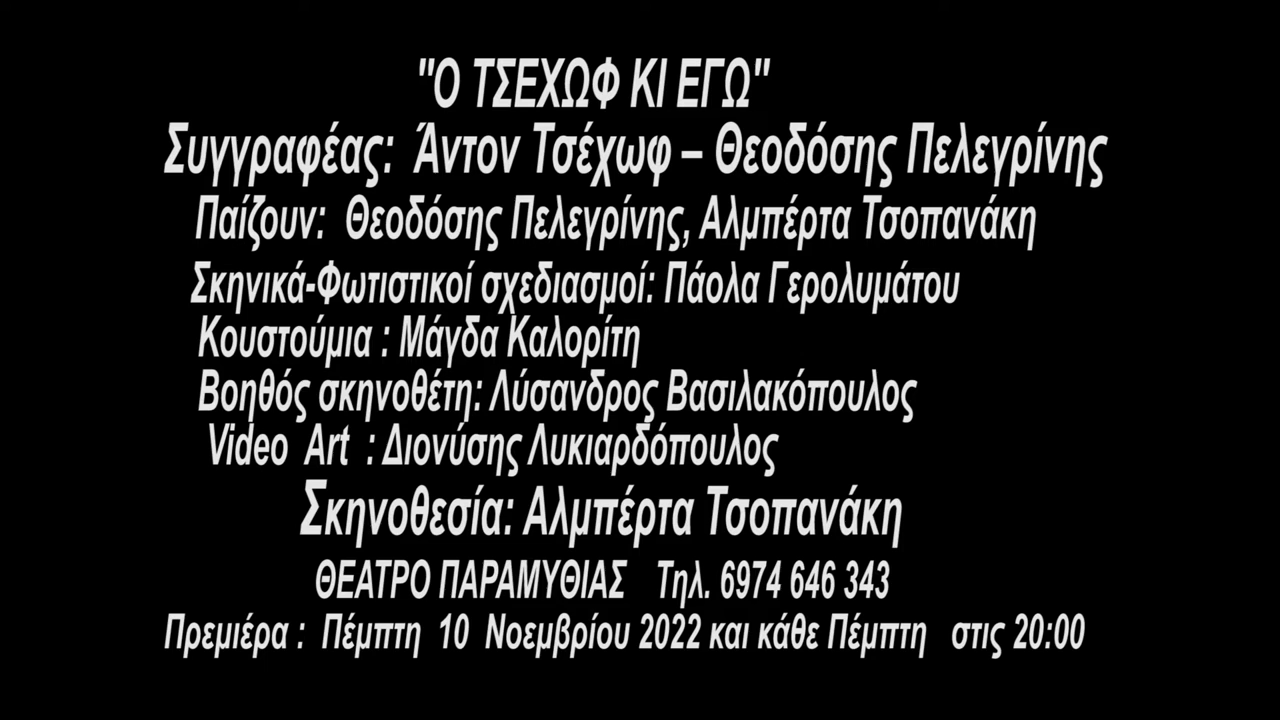 "Ο ΤΣΕΧΩΦ ΚΙ ΕΓΩ"
Συγγραφέας: Άντον Τσέχωφ – Θεοδόσης Πελεγρίνης
Παίζουν: Θεοδόσης Πελεγρίνης, Αλμπέρτα Τσοπανάκη
Σκηνικά-Φωτιστικοί σχεδιασμοί: Πάολα Γερολυμάτου
Κουστούμια : Μάγδα Καλορίτη
Βοηθός σκηνοθέτη: Λύσανδρος Βασιλακόπουλος
Video Art : Διονύσης Λυκιαρδόπουλος
Σκηνοθεσία: Αλμπέρτα Τσοπανάκη
ΘΕΑΤΡΟ ΠΑΡΑΜΥΘΙΑΣ Τηλ. 6974 646 343
Πρεμιέρα : Πέμπτη 10 Νοεμβρίου 2022 και κάθε Πέμπτη στις 20:00